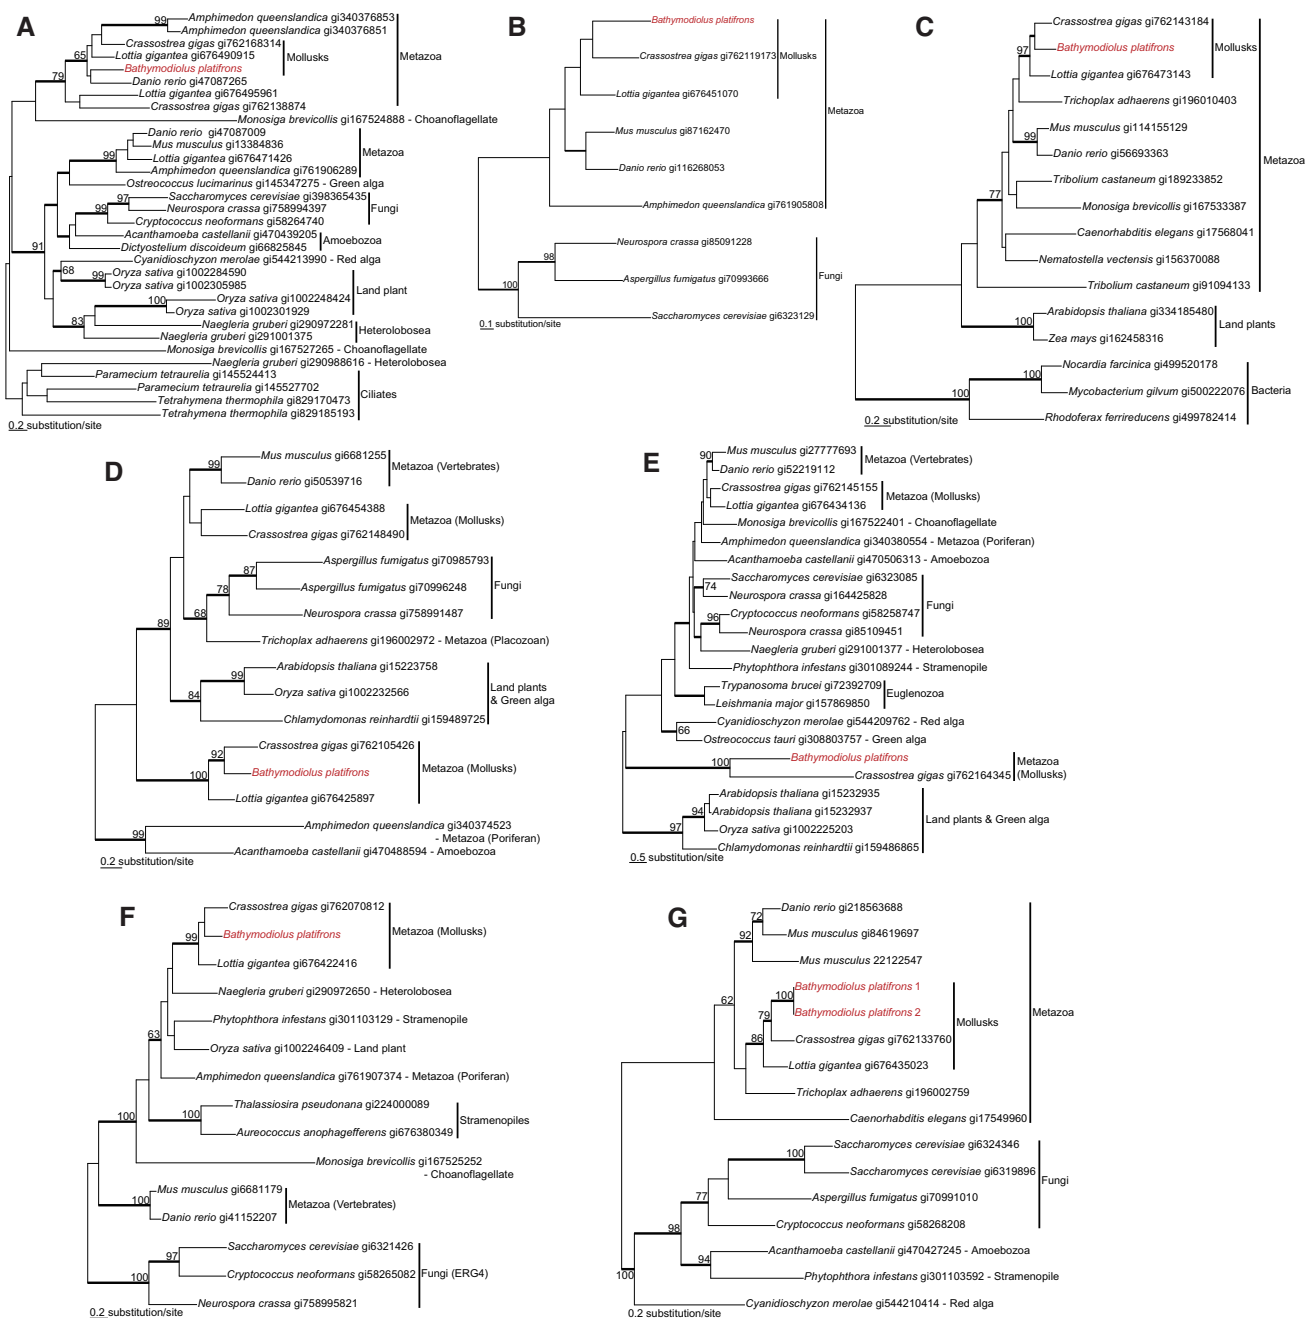 A
Amphimedon queenslandica gi340376853
Amphimedon queenslandica gi340376851
Crassostrea gigas gi762168314
Lottia gigantea gi676490915
Bathymodiolus platifrons
Danio rerio gi47087265
Lottia gigantea gi676495961
Crassostrea gigas gi762138874
Monosiga brevicollis gi167524888 - Choanoflagellate
Danio rerio gi47087009
Mus musculus gi13384836
Lottia gigantea gi676471426
Amphimedon queenslandica gi761906289
Ostreococcus lucimarinus gi145347275 - Green alga
Saccharomyces cerevisiae gi398365435
Neurospora crassa gi758994397
Cryptococcus neoformans gi58264740
Acanthamoeba castellanii gi470439205
Dictyostelium discoideum gi66825845
Cyanidioschyzon merolae gi544213990 - Red alga
Oryza sativa gi1002284590
Oryza sativa gi1002305985
Oryza sativa gi1002248424
Oryza sativa gi1002301929
Naegleria gruberi gi290972281
Naegleria gruberi gi291001375
Monosiga brevicollis gi167527265 - Choanoflagellate
Naegleria gruberi gi290988616 - Heterolobosea
Paramecium tetraurelia gi145524413
Paramecium tetraurelia gi145527702
Tetrahymena thermophila gi829170473
Tetrahymena thermophila gi829185193
Mollusks
Metazoa
Metazoa
Fungi
Amoebozoa
Land plant
Heterolobosea
Ciliates
99
65
79
99
97
99
91
68
99
100
83
0.2 substitution/site
B
Bathymodiolus platifrons
Crassostrea gigas gi762119173
Lottia gigantea gi676451070
Mus musculus gi87162470
Danio rerio gi116268053
Amphimedon queenslandica gi761905808
Neurospora crassa gi85091228
Aspergillus fumigatus gi70993666
Saccharomyces cerevisiae gi6323129
Mollusks
Metazoa
Fungi
98
100
0.1 substitution/site
C
Crassostrea gigas gi762143184
Bathymodiolus platifrons
Lottia gigantea gi676473143
Trichoplax adhaerens gi196010403
Mus musculus gi114155129
Danio rerio gi56693363
Tribolium castaneum gi189233852
Monosiga brevicollis gi167533387
Caenorhabditis elegans gi17568041
Nematostella vectensis gi156370088
Tribolium castaneum gi91094133
Arabidopsis thaliana gi334185480
Zea mays gi162458316
Nocardia farcinica gi499520178
Mycobacterium gilvum gi500222076
Rhodoferax ferrireducens gi499782414
Mollusks
Metazoa
Land plants
Bacteria
97
99
77
100
100
100
0.2 substitution/site
D
Mus musculus gi6681255
Danio rerio gi50539716
Lottia gigantea gi676454388
Crassostrea gigas gi762148490
Aspergillus fumigatus gi70985793
Aspergillus fumigatus gi70996248
Neurospora crassa gi758991487
Trichoplax adhaerens gi196002972 - Metazoa (Placozoan)
Arabidopsis thaliana gi15223758
Oryza sativa gi1002232566
Chlamydomonas reinhardtii gi159489725
Crassostrea gigas gi762105426
Bathymodiolus platifrons
Lottia gigantea gi676425897
Amphimedon queenslandica gi340374523
- Metazoa (Poriferan)
Acanthamoeba castellanii gi470488594 - Amoebozoa
Metazoa (Vertebrates)
Metazoa (Mollusks)
Fungi
Land plants
& Green alga
Metazoa (Mollusks)
99
87
78
68
89
99
84
92
100
99
0.2 substitution/site
E
Mus musculus gi27777693
Danio rerio gi52219112
Crassostrea gigas gi762145155
Lottia gigantea gi676434136
Monosiga brevicollis gi167522401 - Choanoflagellate
Amphimedon queenslandica gi340380554 - Metazoa (Poriferan)
Acanthamoeba castellanii gi470506313 - Amoebozoa
Saccharomyces cerevisiae gi6323085
Neurospora crassa gi164425828
Cryptococcus neoformans gi58258747
Neurospora crassa gi85109451
Naegleria gruberi gi291001377 - Heterolobosea
Phytophthora infestans gi301089244 - Stramenopile
Trypanosoma brucei gi72392709
Leishmania major gi157869850
Cyanidioschyzon merolae gi544209762 - Red alga
Ostreococcus tauri gi308803757 - Green alga
Bathymodiolus platifrons
Crassostrea gigas gi762164345
Arabidopsis thaliana gi15232935
Arabidopsis thaliana gi15232937
Oryza sativa gi1002225203
Chlamydomonas reinhardtii gi159486865
Metazoa (Vertebrates)
Metazoa (Mollusks)
Fungi
Euglenozoa
Metazoa
(Mollusks)
Land plants & Green alga
90
74
96
66
100
94
97
0.5 substitution/site
F
Crassostrea gigas gi762070812
Bathymodiolus platifrons
Lottia gigantea gi676422416
Naegleria gruberi gi290972650 - Heterolobosea
Phytophthora infestans gi301103129 - Stramenopile
Oryza sativa gi1002246409 - Land plant
Amphimedon queenslandica gi761907374 - Metazoa (Poriferan)
Thalassiosira pseudonana gi224000089
Aureococcus anophagefferens gi676380349
Monosiga brevicollis gi167525252
- Choanoflagellate
Mus musculus gi6681179
Danio rerio gi41152207
Saccharomyces cerevisiae gi6321426
Cryptococcus neoformans gi58265082
Neurospora crassa gi758995821
Metazoa (Mollusks)
Stramenopiles
Metazoa (Vertebrates)
Fungi (ERG4)
99
63
100
100
100
97
100
0.2 substitution/site
G
Danio rerio gi218563688
Mus musculus gi84619697
Mus musculus 22122547
Bathymodiolus platifrons 1
Bathymodiolus platifrons 2
Crassostrea gigas gi762133760
Lottia gigantea gi676435023
Trichoplax adhaerens gi196002759
Caenorhabditis elegans gi17549960
Saccharomyces cerevisiae gi6324346
Saccharomyces cerevisiae gi6319896
Aspergillus fumigatus gi70991010
Cryptococcus neoformans gi58268208
Acanthamoeba castellanii gi470427245 - Amoebozoa
Phytophthora infestans gi301103592 - Stramenopile
Cyanidioschyzon merolae gi544210414 - Red alga
Mollusks
Metazoa
Fungi
72
92
62
100
79
86
100
77
98
94
100
0.2 substitution/site